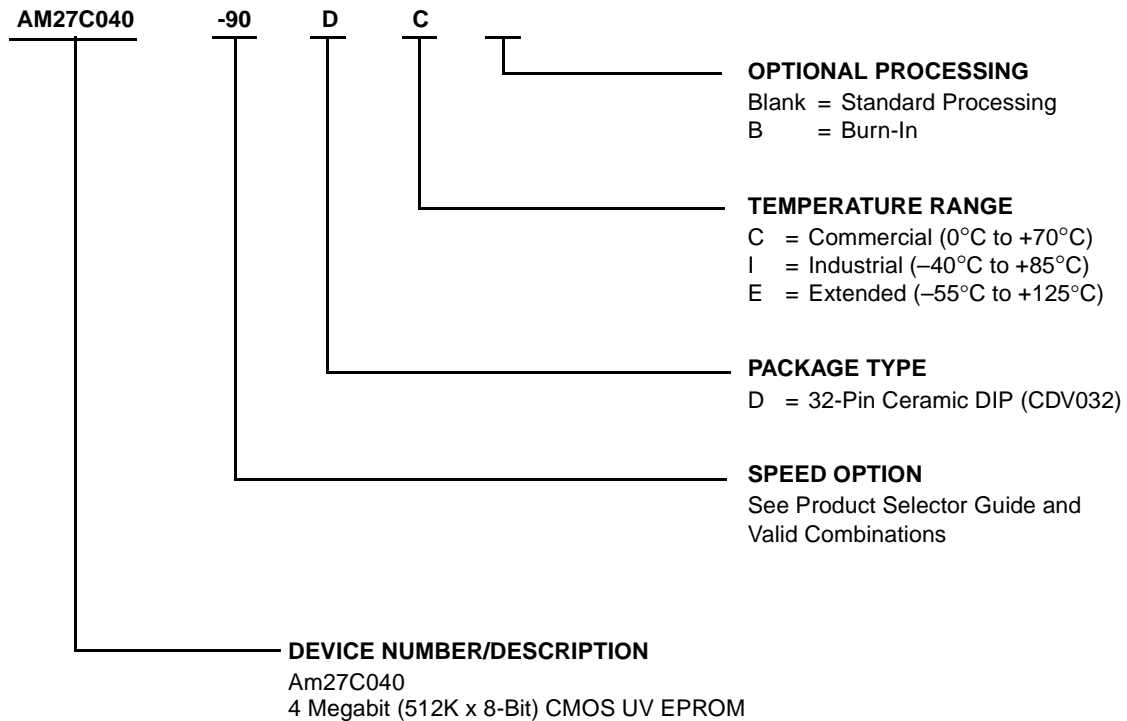 AM27C040 -90 D C
OPTIONAL PROCESSING
Blank = Standard Processing
B = Burn-In
TEMPERATURE RANGE
C = Commercial (0°C to +70°C)
I = Industrial (–40°C to +85°C)
E = Extended (–55°C to +125°C)
PACKAGE TYPE
D = 32-Pin Ceramic DIP (CDV032)
SPEED OPTION
See Product Selector Guide and
Valid Combinations
DEVICE NUMBER/DESCRIPTION
Am27C040
4 Megabit (512K x 8-Bit) CMOS UV EPROM